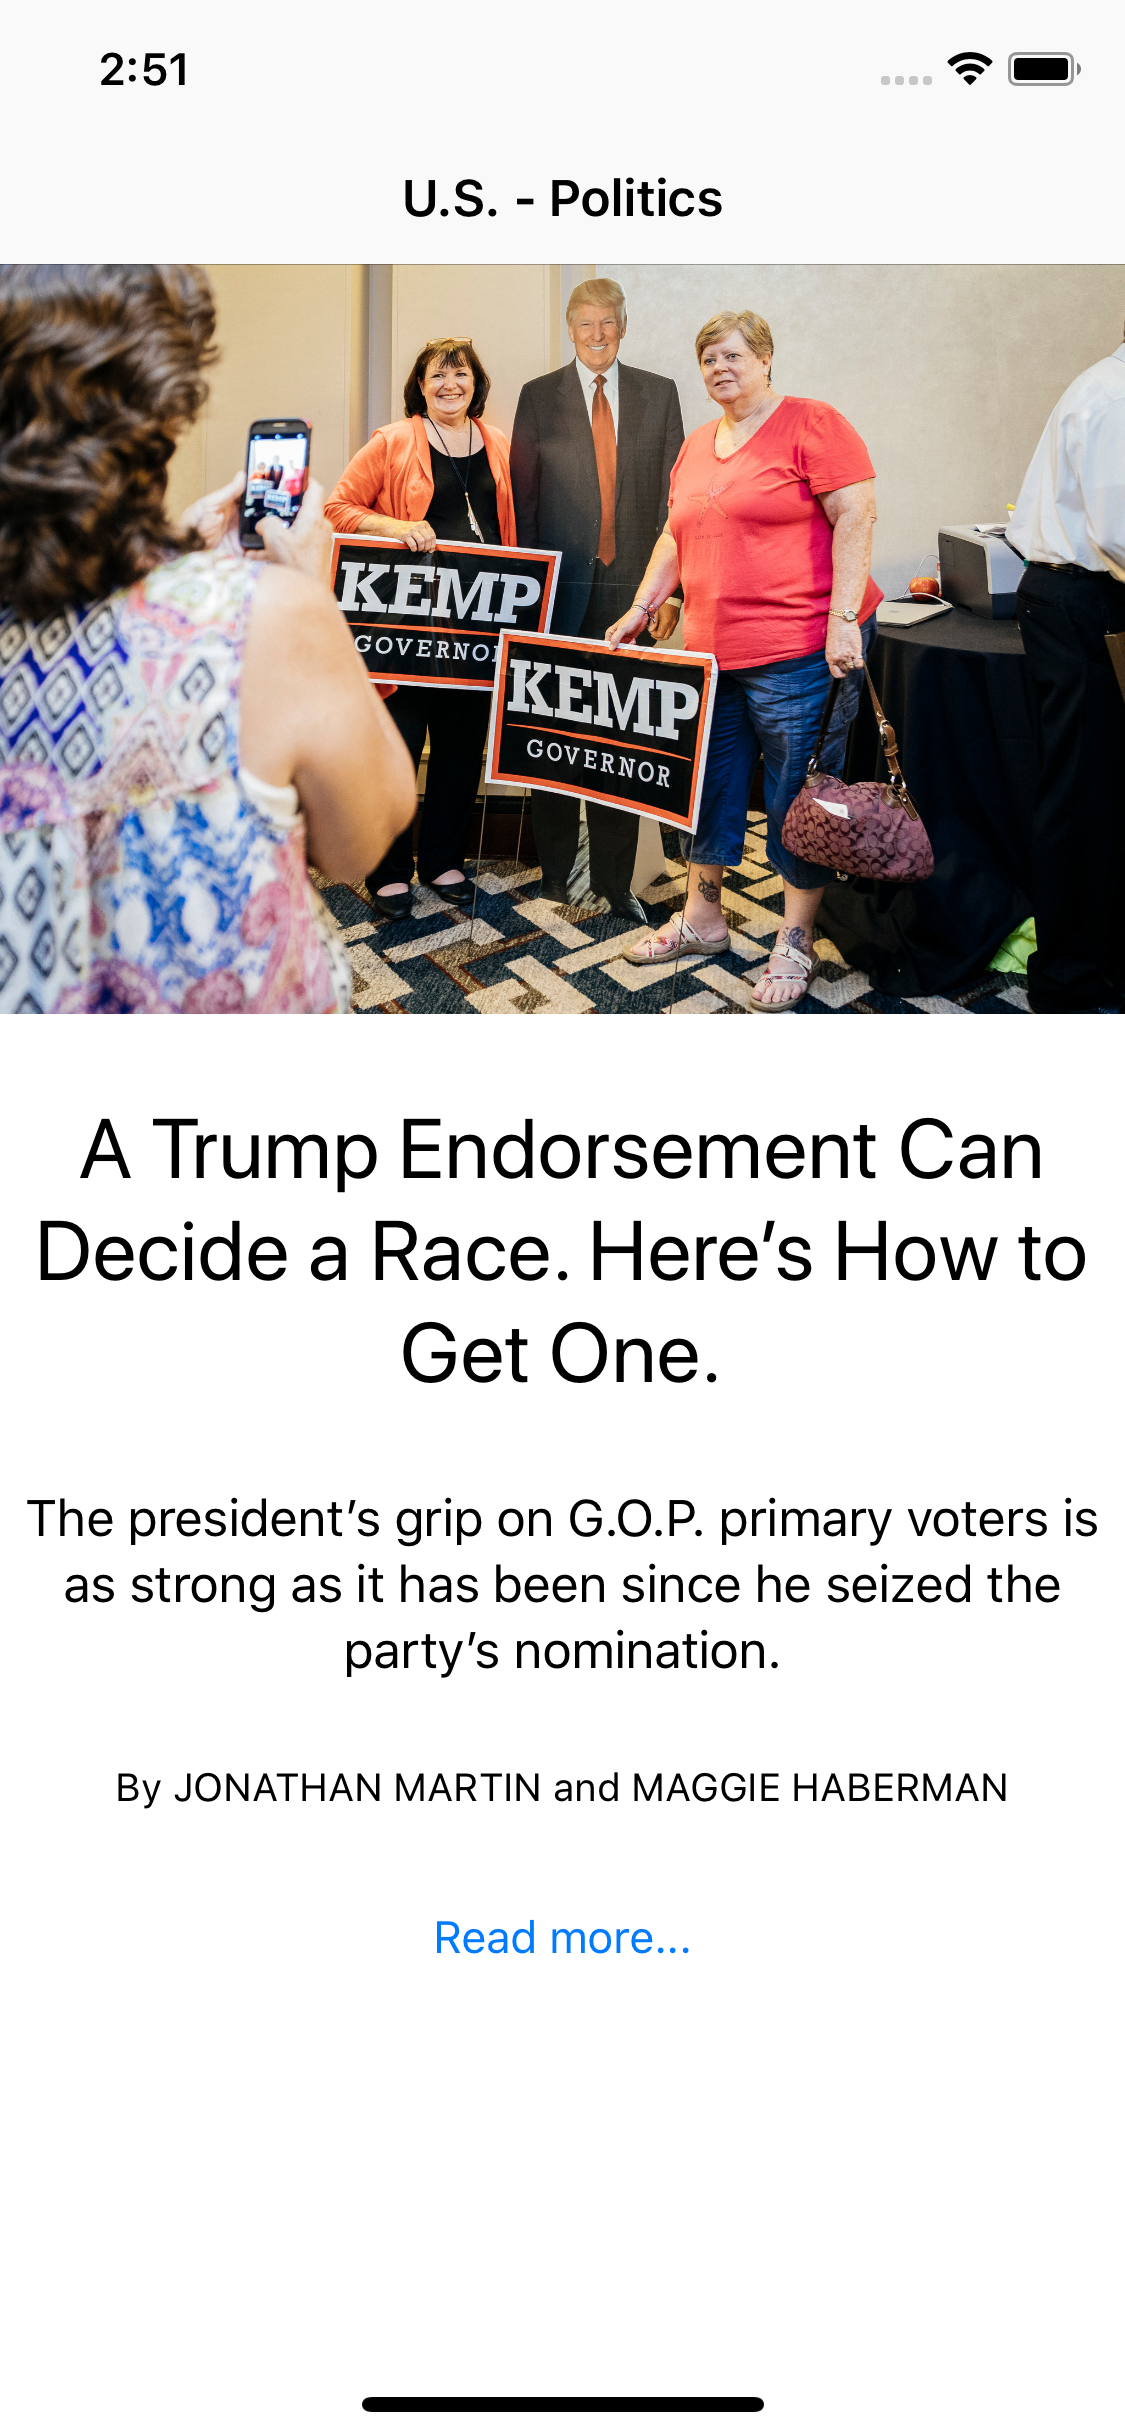 2:51
U.S. - Politics
KEMP
GOVERNOR
KEMP
GOVERNOR
A Trump Endorsement Can
Decide a Race. Here’s How to
Get One.
The president’s grip on G.O.P. primary voters is
as strong as it has been since he seized the
party’s nomination.
By JONATHAN MARTIN and MAGGIE HABERMAN
Read more...